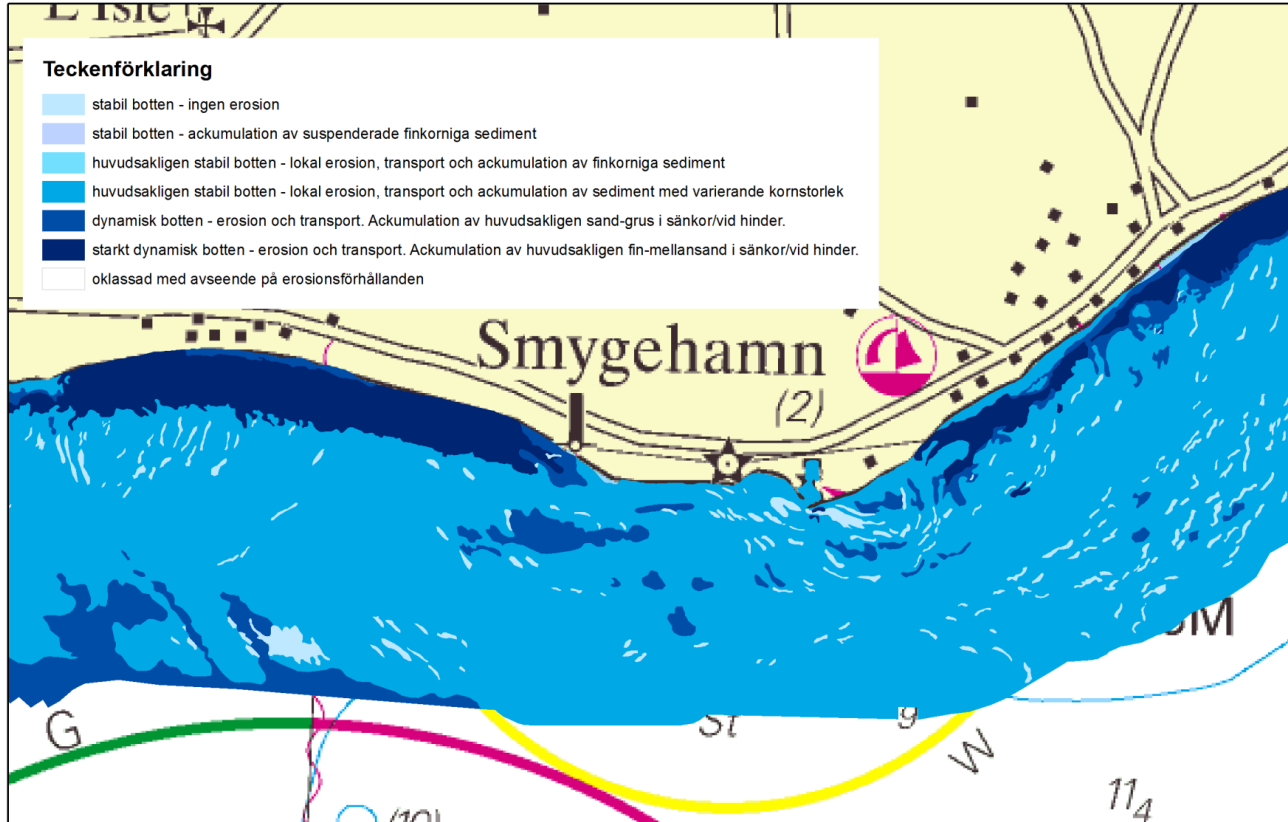 L'Isle
Teckenförklaring
stabil botten - ingen erosion
stabil botten - ackumulation av suspenderade finkorniga sediment
huvudsakligen stabil botten - lokal erosion, transport och ackumulation av finkorniga sediment
huvudsakligen stabil botten - lokal erosion, transport och ackumulation av sediment med varierande kornstorlek
dynamisk botten - erosion och transport. Ackumulation av huvudsakligen sand-grus i sänkor/vid hinder.
starkt dynamisk botten - erosion och transport. Ackumulation av huvudsakligen fin-mellansand i sänkor/vid hinder.
oklassad med avseende på erosionsförhållanden
Smygehamn
(2)
M
G
St
9
W
11₄
(10)